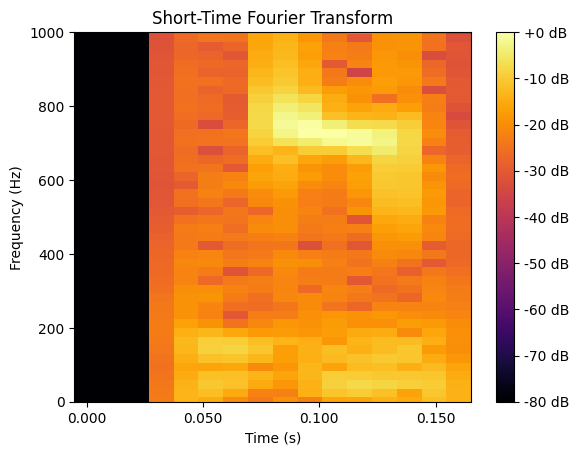 Short-Time Fourier Transform
1000
800
600
400
200
0
Frequency (Hz)
0.000
0.050
0.100
0.150
Time (s)
+0 dB
-10 dB
-20 dB
-30 dB
-40 dB
-50 dB
-60 dB
-70 dB
-80 dB